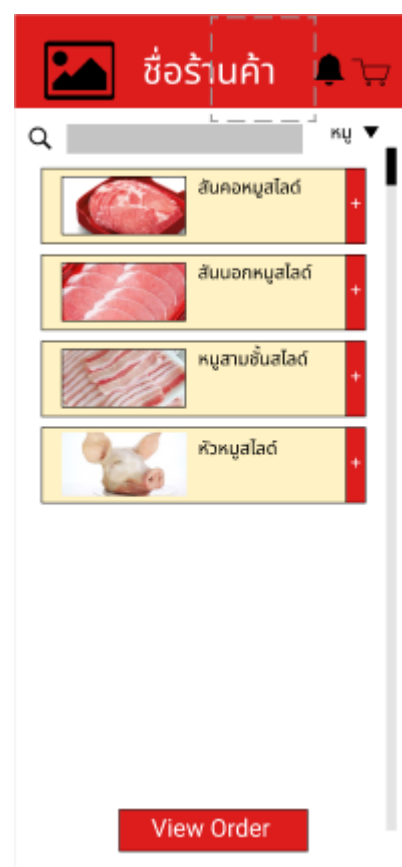 ชื่อร้านค้า
หมู ▼
สันคอหมูสไลด์
+
สันนอกหมูสไลด์
+
หมูสามชั้นสไลด์
+
หัวหมูสไลด์
+
View Order